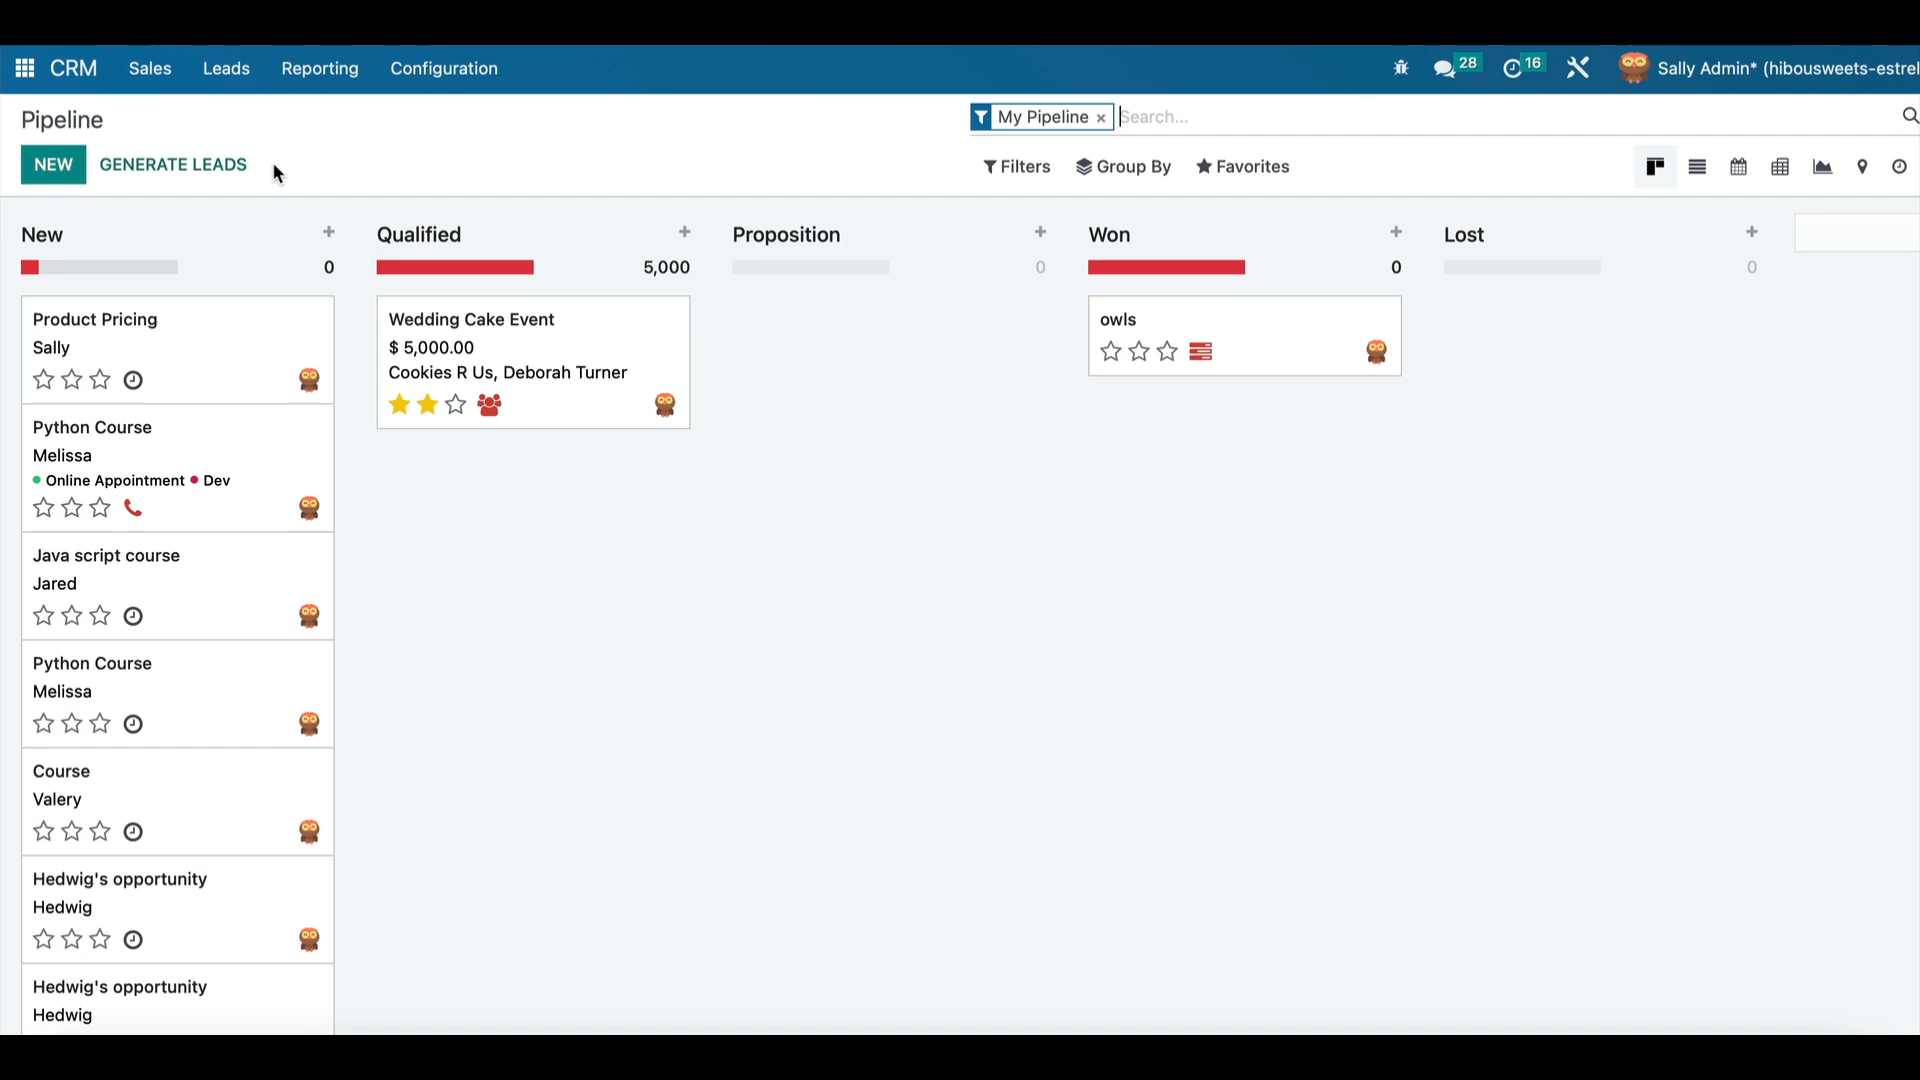 CRM Sales Leads Reporting Configuration 28 16 Sally Admin* (hibousweets-estrel
Pipeline
My Pipeline × Search...
NEW GENERATE LEADS
Filters Group By Favorites
New +
0
Product Pricing
Sally
Python Course
Melissa
Online Appointment Dev
Java script course
Jared
Python Course
Melissa
Course
Valery
Hedwig's opportunity
Hedwig
Hedwig's opportunity
Hedwig
Qualified +
5,000
Wedding Cake Event
$ 5,000.00
Cookies R Us, Deborah Turner
Proposition +
0
Won +
0
owls
Lost +
0